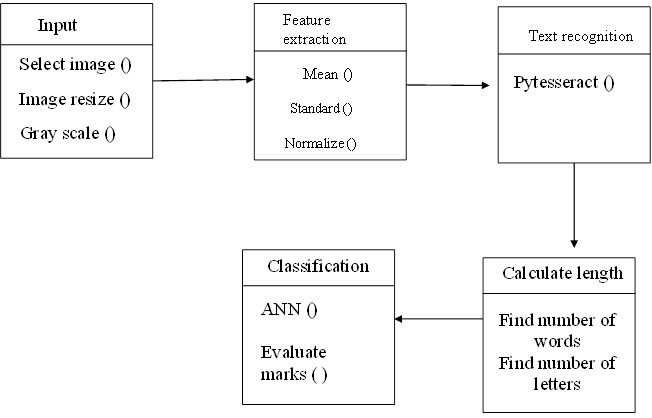 Input
Select image ()
Image resize ()
Gray scale ()
Feature
extraction
Mean ()
Standard ()
Normalize ()
Text recognition
Pytesseract ()
Calculate length
Find number of
words
Find number of
letters
Classification
ANN ()
Evaluate
marks ( )